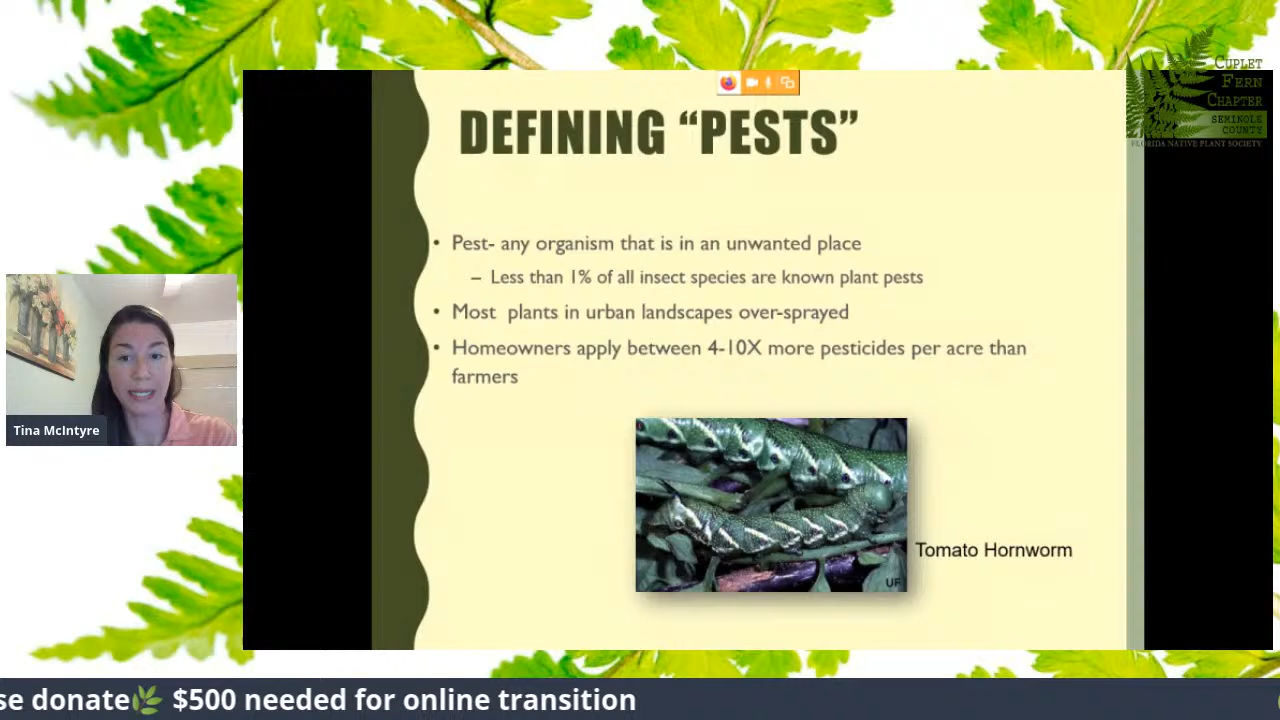 CUPLET
FERN
CHAPTER
SEMINOLE
COUNTY
FLORIDA NATIVE PLANT SOCIETY
DEFINING “PESTS”
• Pest- any organism that is in an unwanted place
– Less than 1% of all insect species are known plant pests
• Most plants in urban landscapes over-sprayed
• Homeowners apply between 4-10X more pesticides per acre than
farmers
Tina McIntyre
Tomato Hornworm
UF
se donate🌿 $500 needed for online transition